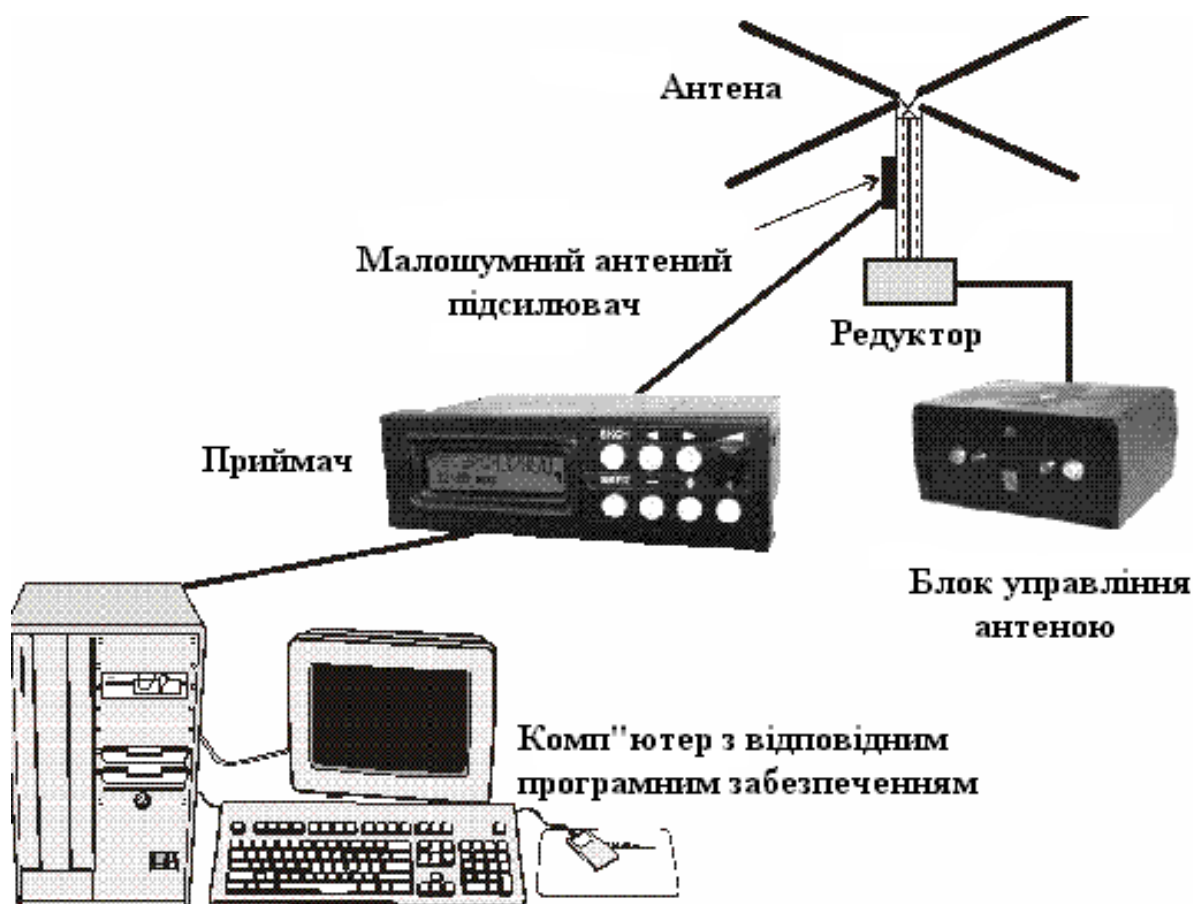 Антена
Малошумний антений
підсилювач
Редуктор
Приймач
Блок управління
антеною
Комп"ютер з відповідним
програмним забезпеченням